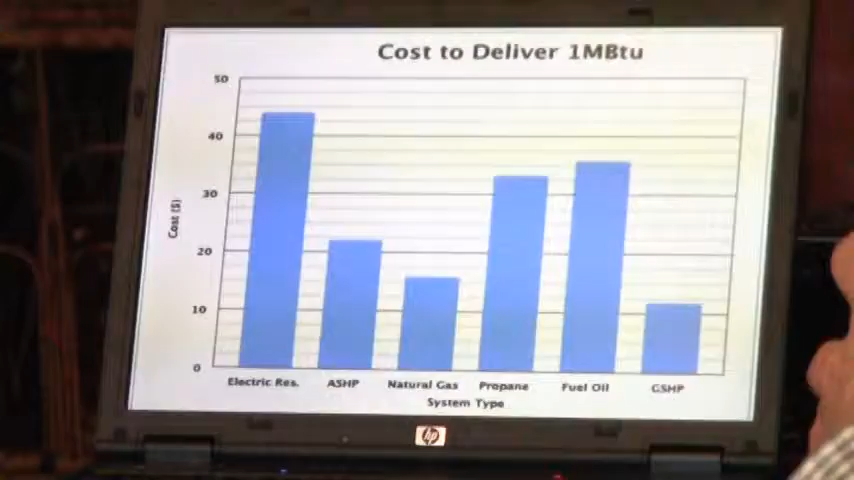 Cost to Deliver 1MBtu
50
40
30
20
10
0
Cost ($)
Electric Res. ASHP Natural Gas Propane Fuel Oil GSHP
System Type
hp